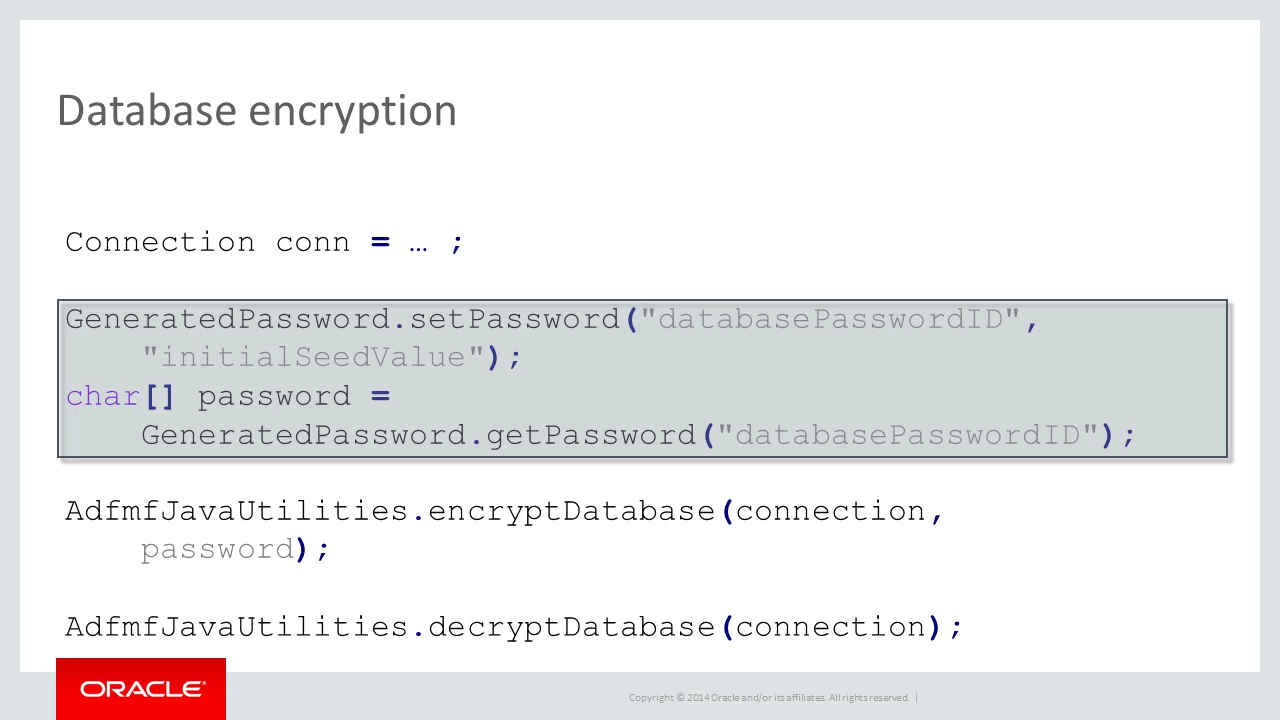 Database encryption
Connection conn = … ;
GeneratedPassword.setPassword("databasePasswordID",
"initialSeedValue");
char[] password =
GeneratedPassword.getPassword("databasePasswordID");
AdfmfJavaUtilities.encryptDatabase(connection,
password);
AdfmfJavaUtilities.decryptDatabase(connection);
ORACLE®
Copyright © 2014 Oracle and/or its affiliates. All rights reserved. |